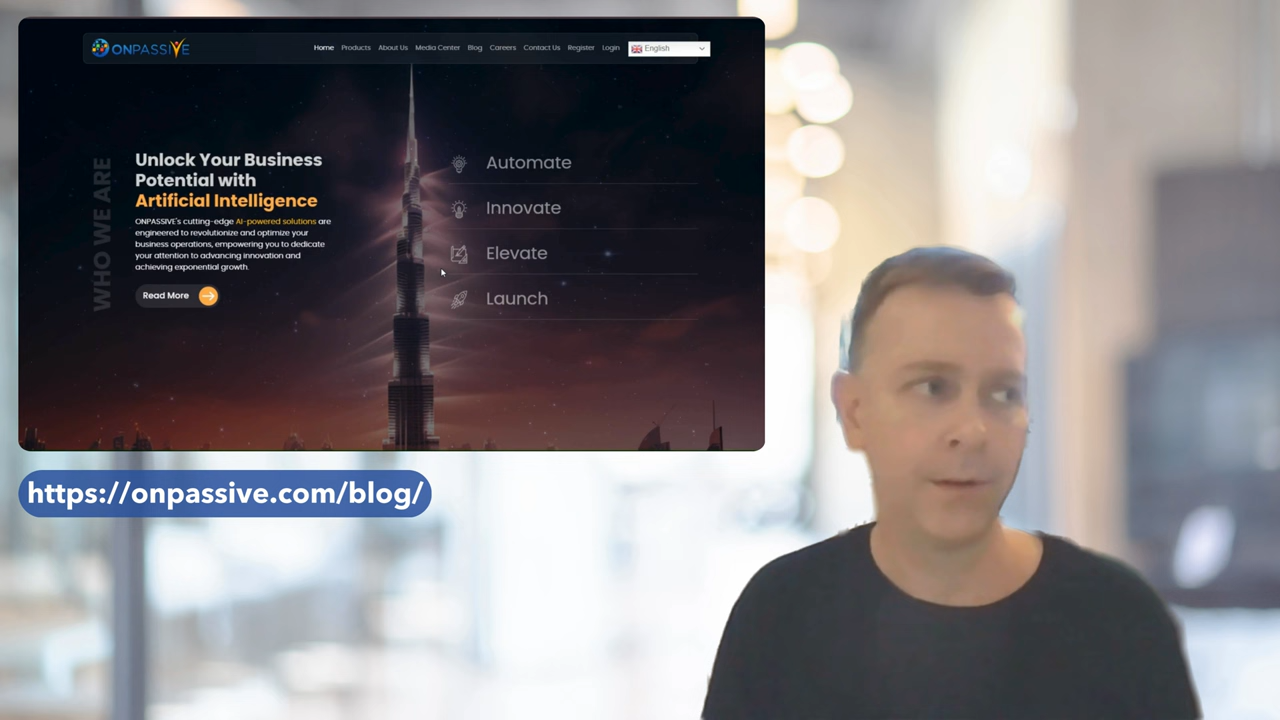 ONPASSIVE
Home Products About Us Media Center Blog Careers Contact Us Register Login English
WHO WE ARE
Unlock Your Business
Potential with
Artificial Intelligence
ONPASSIVE's cutting-edge AI-powered solutions are
engineered to revolutionize and optimize your
business operations, empowering you to dedicate
your attention to advancing innovation and
achieving exponential growth.
Read More
Automate
Innovate
Elevate
Launch
https://onpassive.com/blog/